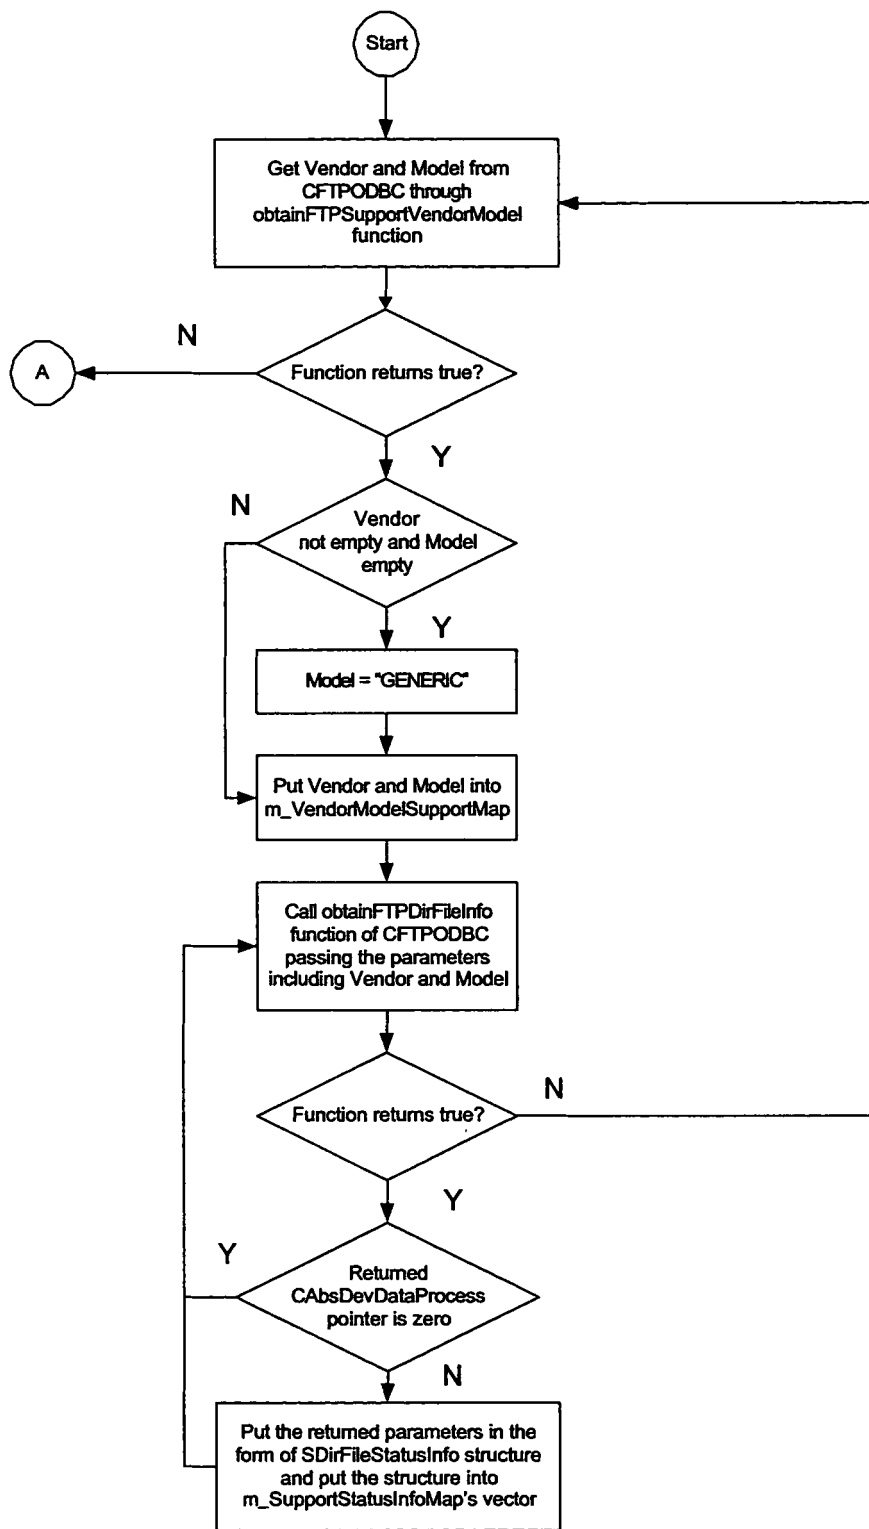 Start
Get Vendor and Model from
CFTPODBC through
obtainFTPSupportVendorModel
function
N
A
Function returns true?
Y
N
Vendor
not empty and Model
empty
Y
Model = "GENERIC"
Put Vendor and Model into
m_VendorModelSupportMap
Call obtainFTPDirFileInfo
function of CFTPODBC
passing the parameters
including Vendor and Model
N
Function returns true?
Y
Y
Returned
CAbsDevDataProcess
pointer is zero
N
Put the returned parameters in the
form of SDirFileStatusInfo structure
and put the structure into
m_SupportStatusInfoMap's vector